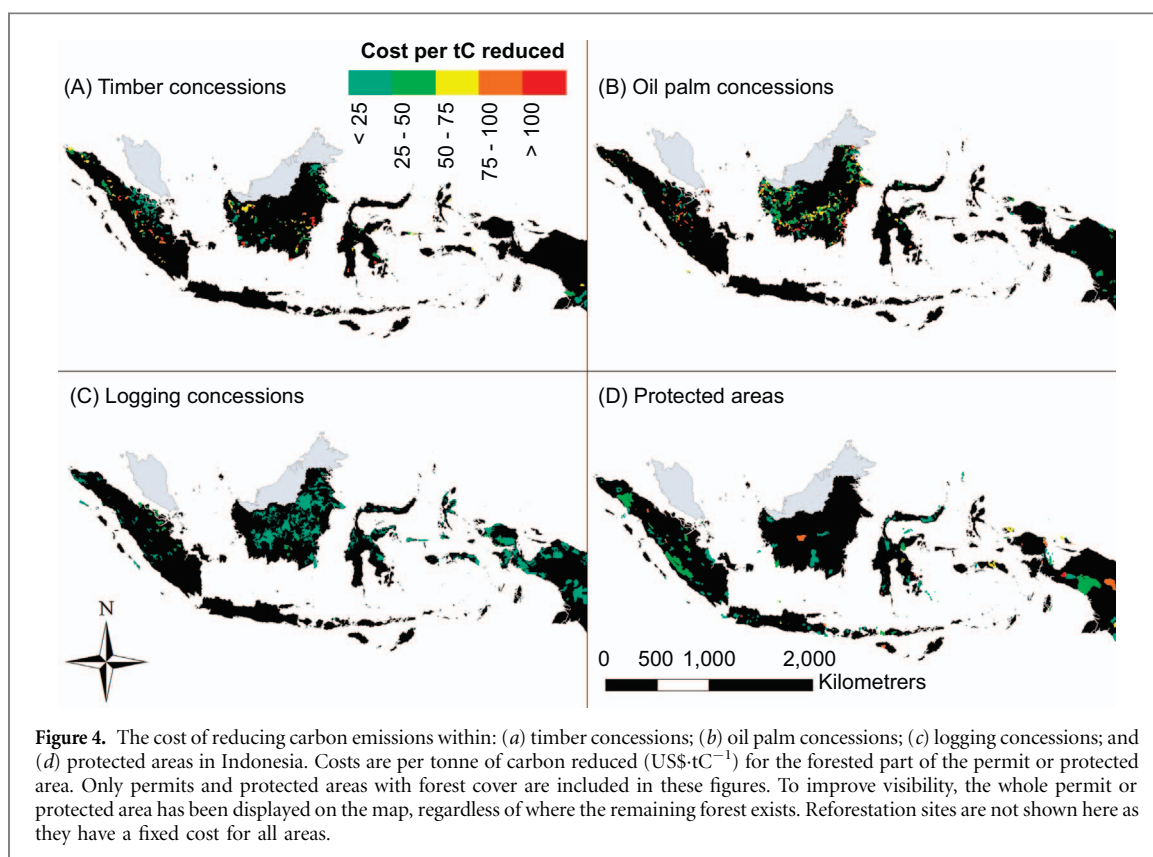 Cost per tC reduced
(A) Timber concessions
(B) Oil palm concessions
< 25
25 - 50
50 - 75
75 - 100
> 100
(C) Logging concessions
(D) Protected areas
N
0 500 1,000 2,000
Kilometrers
Figure 4. The cost of reducing carbon emissions within: (a) timber concessions; (b) oil palm concessions; (c) logging concessions; and
(d) protected areas in Indonesia. Costs are per tonne of carbon reduced (US$·tC⁻¹) for the forested part of the permit or protected
area. Only permits and protected areas with forest cover are included in these figures. To improve visibility, the whole permit or
protected area has been displayed on the map, regardless of where the remaining forest exists. Reforestation sites are not shown here as
they have a fixed cost for all areas.